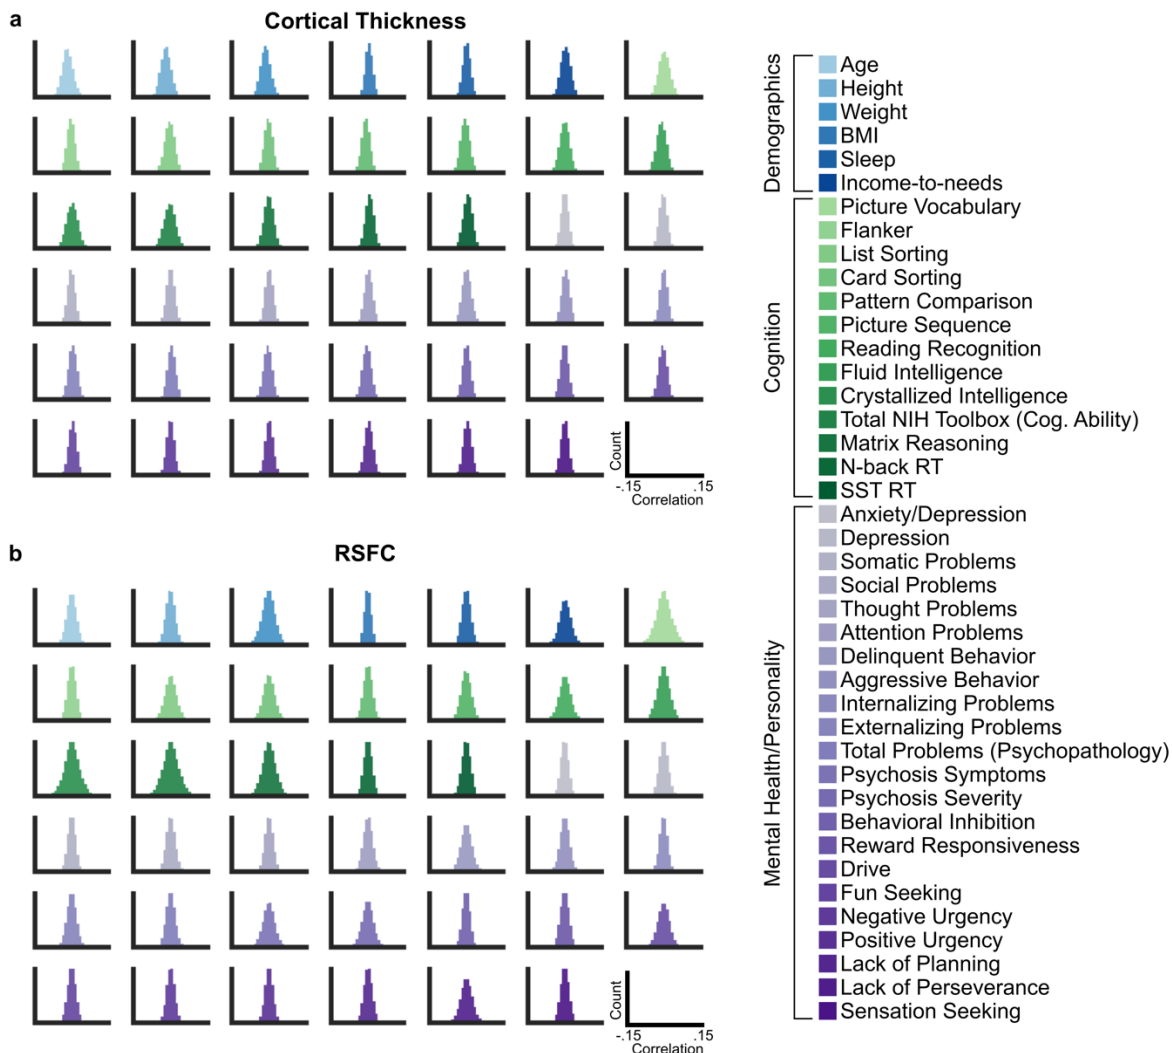 a
Cortical Thickness
Count
-.15
.15
Correlation
b
RSFC
Count
-.15
.15
Correlation
Demographics
Age
Height
Weight
BMI
Sleep
Income-to-needs
Cognition
Picture Vocabulary
Flanker
List Sorting
Card Sorting
Pattern Comparison
Picture Sequence
Reading Recognition
Fluid Intelligence
Crystallized Intelligence
Total NIH Toolbox (Cog. Ability)
Matrix Reasoning
N-back RT
SST RT
Mental Health/Personality
Anxiety/Depression
Depression
Somatic Problems
Social Problems
Thought Problems
Attention Problems
Delinquent Behavior
Aggressive Behavior
Internalizing Problems
Externalizing Problems
Total Problems (Psychopathology)
Psychosis Symptoms
Psychosis Severity
Behavioral Inhibition
Reward Responsiveness
Drive
Fun Seeking
Negative Urgency
Positive Urgency
Lack of Planning
Lack of Perseverance
Sensation Seeking